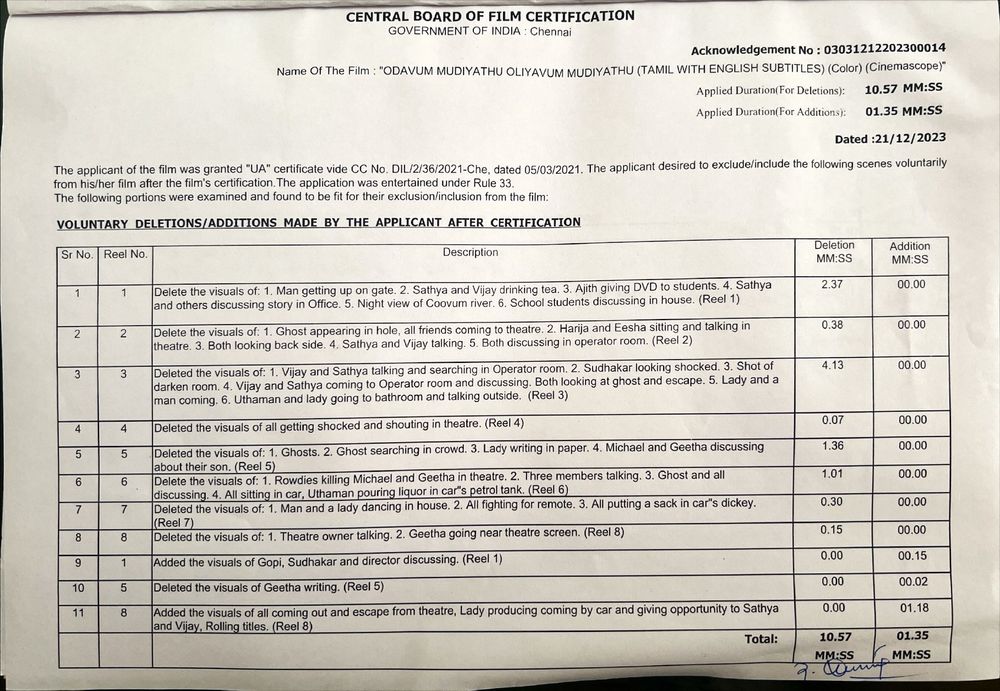 CENTRAL BOARD OF FILM CERTIFICATION
GOVERNMENT OF INDIA : Chennai
Acknowledgement No : 03031212202300014
Name Of The Film : "ODAVUM MUDIYATHU OLIYAVUM MUDIYATHU (TAMIL WITH ENGLISH SUBTITLES) (Color) (Cinemascope)"
Applied Duration(For Deletions): 10.57 MM:SS
Applied Duration(For Additions): 01.35 MM:SS
Dated :21/12/2023
The applicant of the film was granted "UA" certificate vide CC No. DIL/2/36/2021-Che, dated 05/03/2021. The applicant desired to exclude/include the following scenes voluntarily
from his/her film after the film's certification.The application was entertained under Rule 33.
The following portions were examined and found to be fit for their exclusion/inclusion from the film:
VOLUNTARY DELETIONS/ADDITIONS MADE BY THE APPLICANT AFTER CERTIFICATION
Sr No. Reel No. Description Deletion MM:SS Addition MM:SS
1 1 Delete the visuals of: 1. Man getting up on gate. 2. Sathya and Vijay drinking tea. 3. Ajith giving DVD to students. 4. Sathya 2.37 00.00
and others discussing story in Office. 5. Night view of Coovum river. 6. School students discussing in house. (Reel 1)
2 2 Delete the visuals of: 1. Ghost appearing in hole, all friends coming to theatre. 2. Harija and Eesha sitting and talking in 0.38 00.00
theatre. 3. Both looking back side. 4. Sathya and Vijay talking. 5. Both discussing in operator room. (Reel 2)
3 3 Deleted the visuals of: 1. Vijay and Sathya talking and searching in Operator room. 2. Sudhakar looking shocked. 3. Shot of 4.13 00.00
darken room. 4. Vijay and Sathya coming to Operator room and discussing. Both looking at ghost and escape. 5. Lady and a
man coming. 6. Uthaman and lady going to bathroom and talking outside. (Reel 3)
4 4 Deleted the visuals of all getting shocked and shouting in theatre. (Reel 4) 0.07 00.00
5 5 Deleted the visuals of: 1. Ghosts. 2. Ghost searching in crowd. 3. Lady writing in paper. 4. Michael and Geetha discussing 1.36 00.00
about their son. (Reel 5)
6 6 Delete the visuals of: 1. Rowdies killing Michael and Geetha in theatre. 2. Three members talking. 3. Ghost and all 1.01 00.00
discussing. 4. All sitting in car, Uthaman pouring liquor in car"s petrol tank. (Reel 6)
7 7 Deleted the visuals of: 1. Man and a lady dancing in house. 2. All fighting for remote. 3. All putting a sack in car"s dickey. 0.30 00.00
(Reel 7)
8 8 Deleted the visuals of: 1. Theatre owner talking. 2. Geetha going near theatre screen. (Reel 8) 0.15 00.00
9 1 Added the visuals of Gopi, Sudhakar and director discussing. (Reel 1) 0.00 00.15
10 5 Deleted the visuals of Geetha writing. (Reel 5) 0.00 00.02
11 8 Added the visuals of all coming out and escape from theatre, Lady producing coming by car and giving opportunity to Sathya 0.00 01.18
and Vijay, Rolling titles. (Reel 8)
Total: 10.57 01.35
MM:SS MM:SS